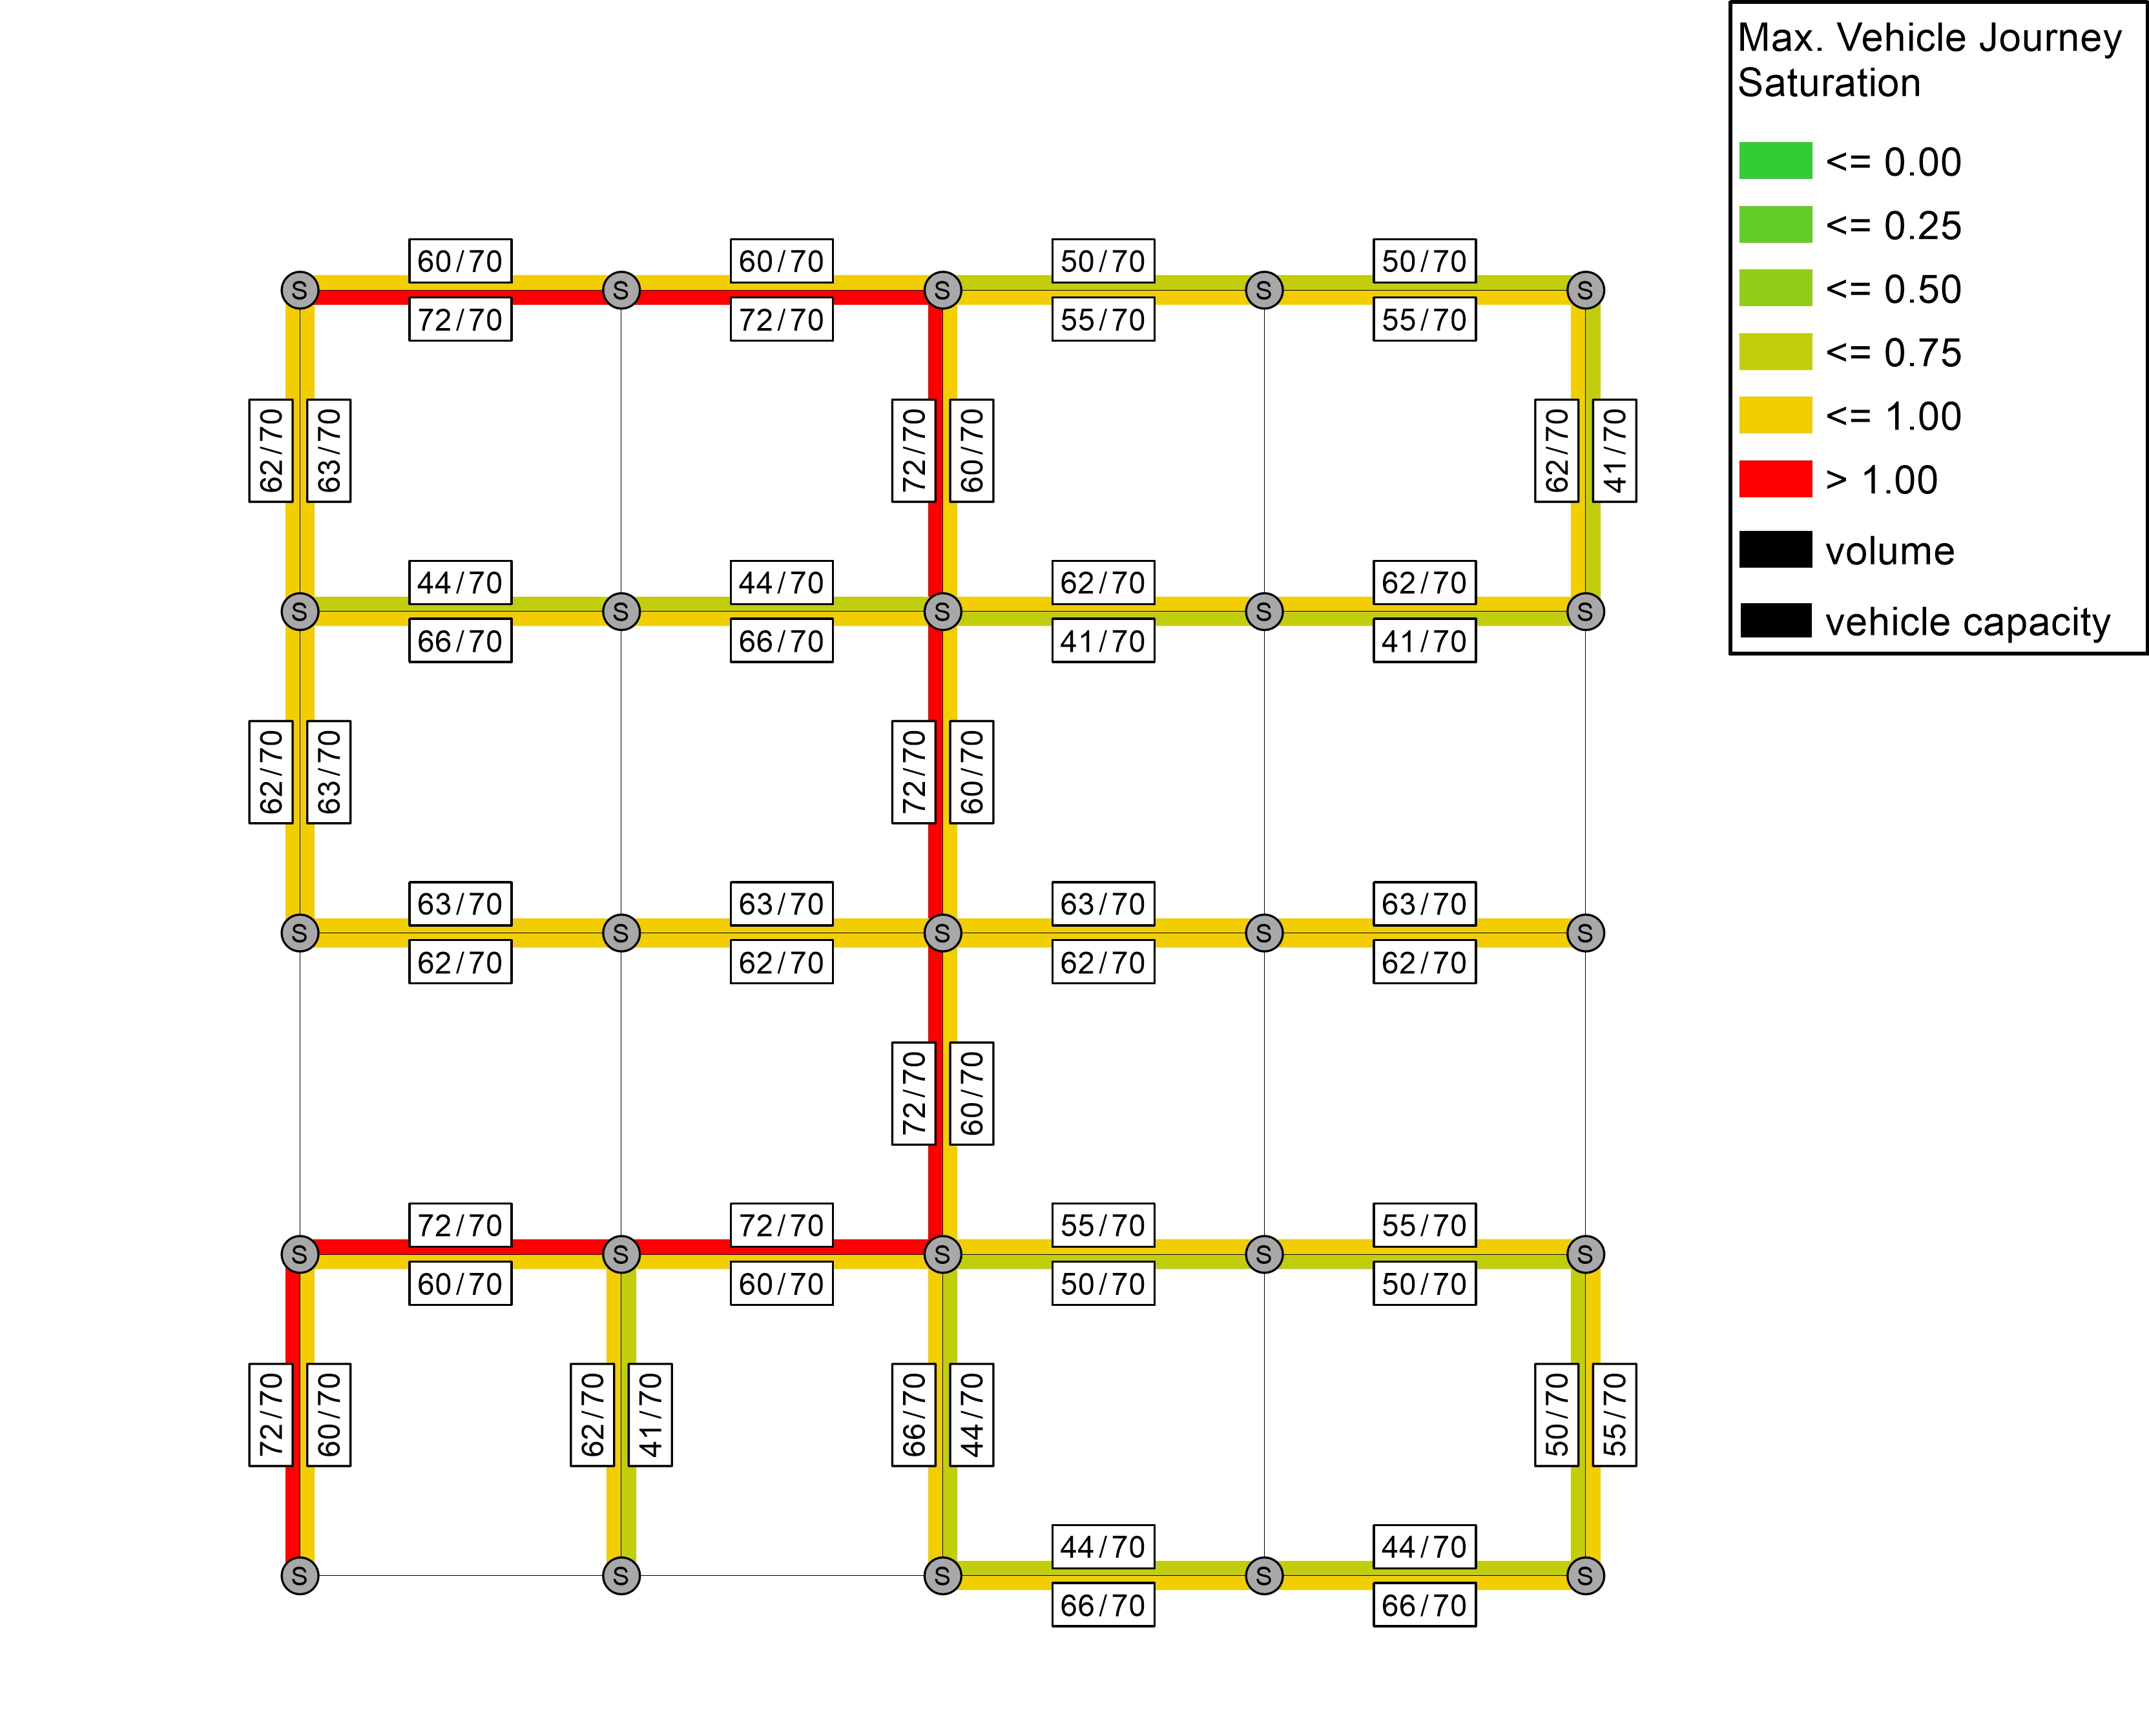 Max. Vehicle Journey
Saturation
<= 0.00
<= 0.25
<= 0.50
<= 0.75
<= 1.00
> 1.00
volume
vehicle capacity
60/70 60/70 50/70 50/70
S S S S S
72/70 72/70 55/70 55/70
62/70 63/70 72/70 60/70 62/70 41/70
44/70 44/70 62/70 62/70
S S S S S
66/70 66/70 41/70 41/70
62/70 63/70 72/70 60/70
63/70 63/70 63/70 63/70
S S S S S
62/70 62/70 62/70 62/70
72/70 60/70
72/70 72/70 55/70 55/70
S S S S S
60/70 60/70 50/70 50/70
72/70 60/70 62/70 41/70 66/70 44/70 50/70 55/70
44/70 44/70
S S S S S
66/70 66/70